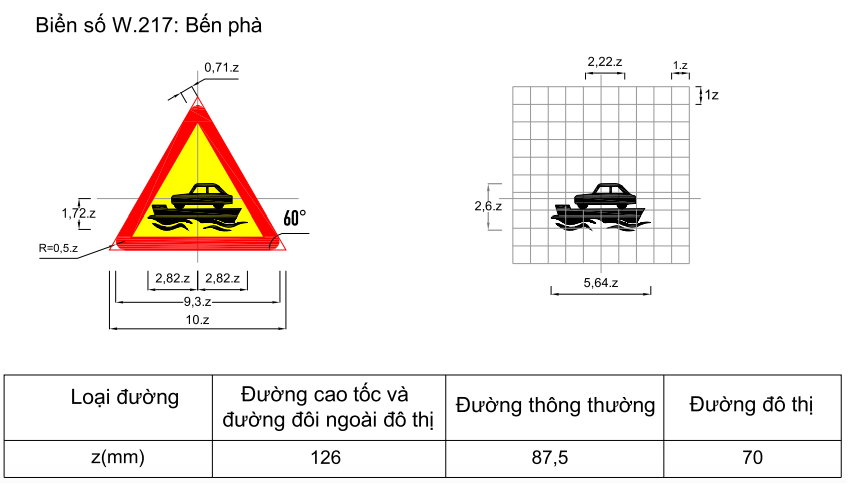 Biển số W.217: Bến phà
0,71.z
2,22.z
1.z
1z
1,72.z
60°
2,6.z
R=0,5.z
2,82.z
2,82.z
9,3.z
10.z
5,64.z
Loại đường
Đường cao tốc và
đường đôi ngoài đô thị
Đường thông thường
Đường đô thị
z(mm)
126
87,5
70